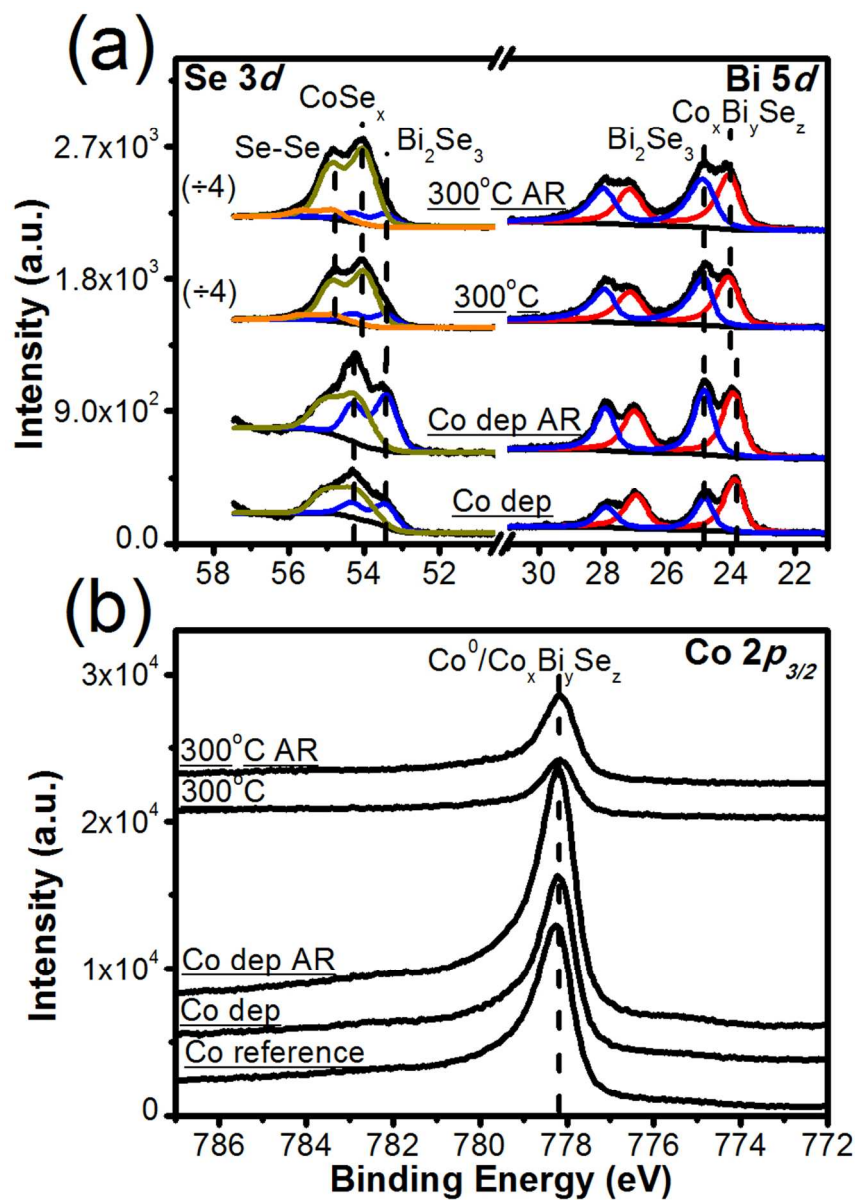 (a)
Se 3d
Bi 5d
CoSeₓ
CoₓBiᵧSe_z
Se-Se
Bi₂Se₃
Bi₂Se₃
2.7x10³
(÷4)
300°C AR
1.8x10³
(÷4)
300°C
9.0x10²
Co dep AR
Co dep
0.0
Intensity (a.u.)
58 56 54 52 30 28 26 24 22
(b)
Co⁰/CoₓBiᵧSe_z
Co 2p₃/₂
3x10⁴
300°C AR
300°C
2x10⁴
Co dep AR
1x10⁴
Co dep
Co reference
0
Intensity (a.u.)
786 784 782 780 778 776 774 772
Binding Energy (eV)